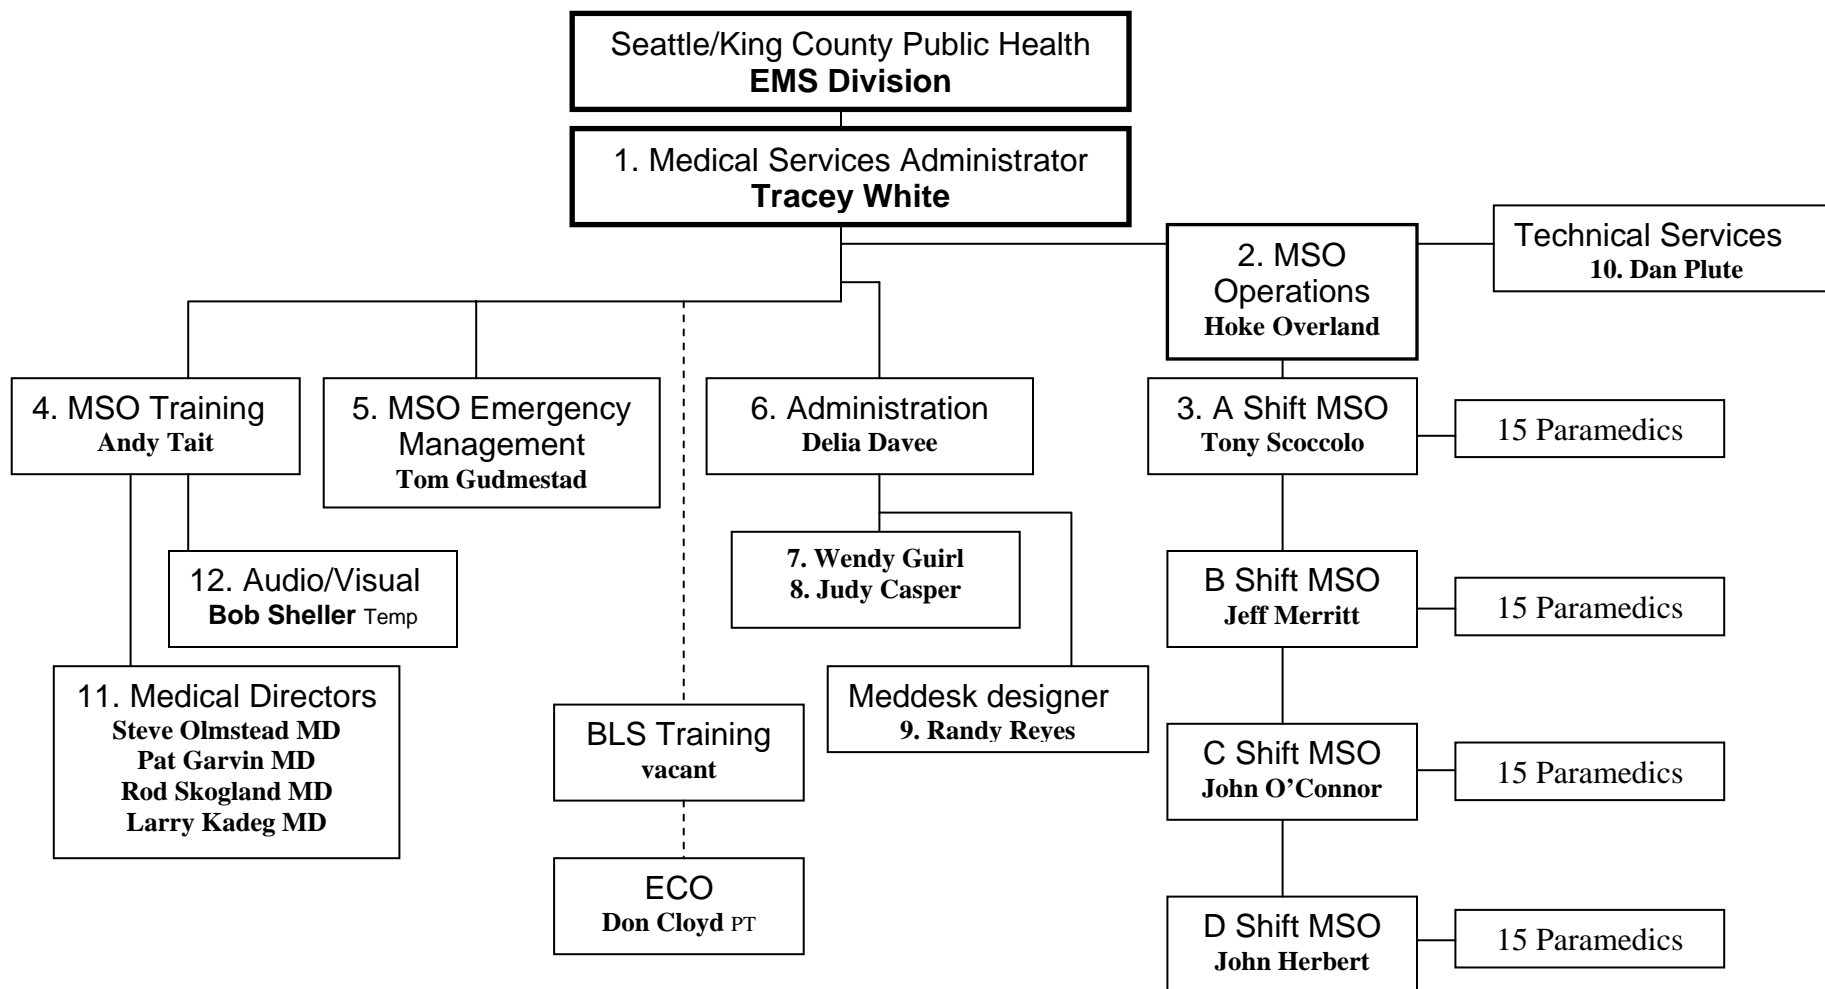 Seattle/King County Public Health
EMS Division
1. Medical Services Administrator
Tracey White
2. MSO
Operations
Hoke Overland
Technical Services
10. Dan Plute
4. MSO Training
Andy Tait
5. MSO Emergency
Management
Tom Gudmestad
6. Administration
Delia Davee
3. A Shift MSO
Tony Scoccolo
15 Paramedics
12. Audio/Visual
Bob Sheller Temp
7. Wendy Guirl
8. Judy Casper
B Shift MSO
Jeff Merritt
15 Paramedics
11. Medical Directors
Steve Olmstead MD
Pat Garvin MD
Rod Skogland MD
Larry Kadeg MD
BLS Training
vacant
Meddesk designer
9. Randy Reyes
C Shift MSO
John O’Connor
15 Paramedics
ECO
Don Cloyd PT
D Shift MSO
John Herbert
15 Paramedics